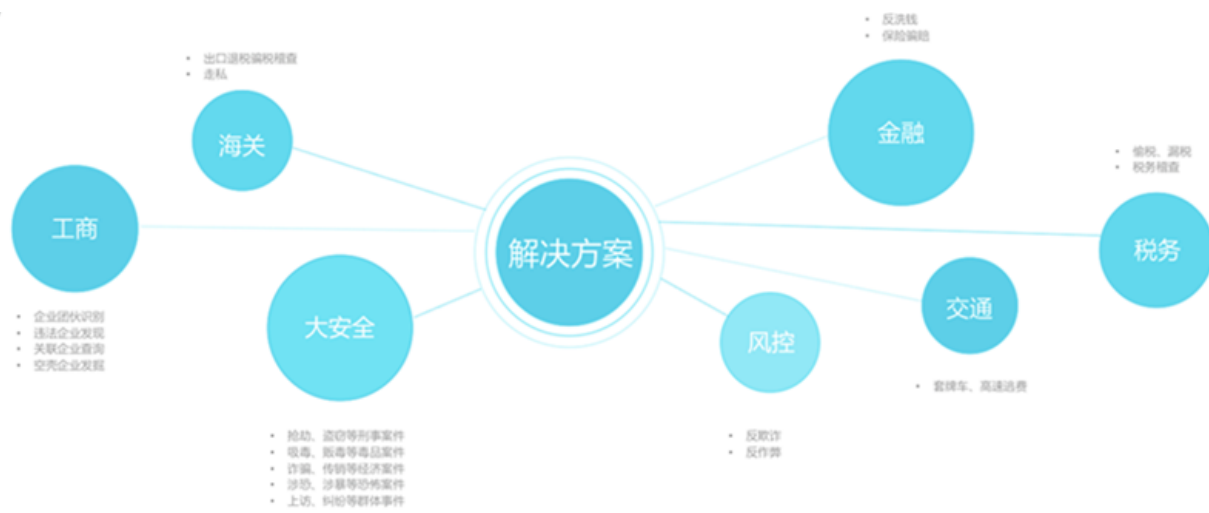 反洗钱
保险骗赔
出口退税骗税稽查
走私
海关
金融
偷税、漏税
税务稽查
工商
解决方案
税务
大安全
风控
交通
企业团伙识别
违法企业发现
关联企业查询
空壳企业发掘
套牌车、高速逃费
抢劫、盗窃等刑事案件
吸毒、贩毒等毒品案件
诈骗、传销等经济案件
涉恐、涉暴等恐怖案件
上访、纠纷等群体事件
反欺诈
反作弊